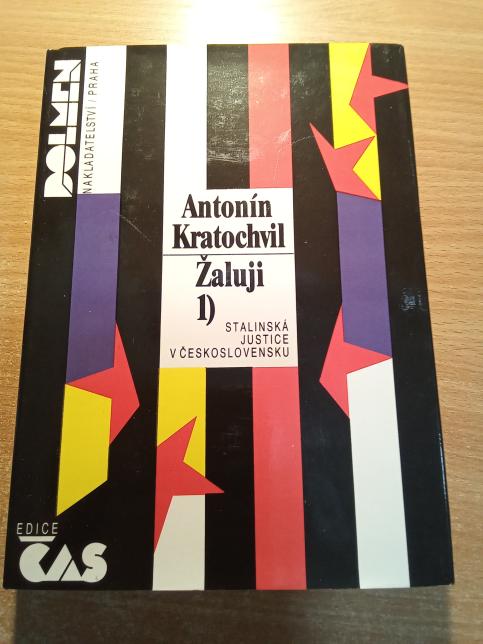 DOLMEN
NAKLADATELSTVÍ / PRAHA
Antonín
Kratochvil
Žaluji
1)
STALINSKÁ
JUSTICE
V ČESKOSLOVENSKU
EDICE
ČAS